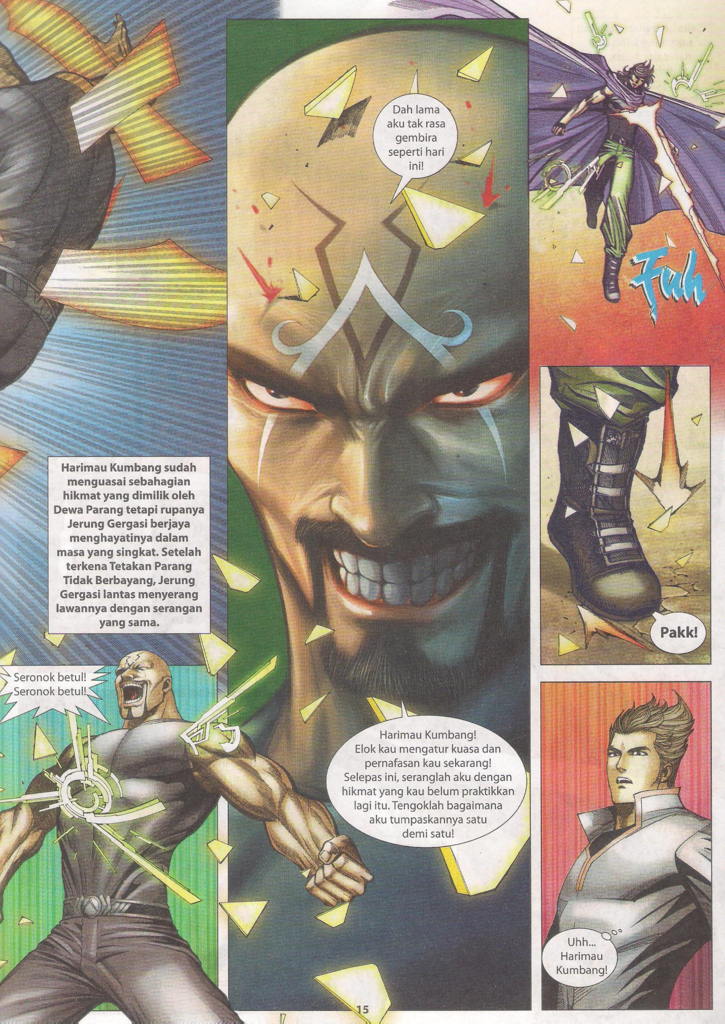 Dah lama
aku tak rasa
gembira
seperti hari
ini!
Fuh
Harimau Kumbang sudah
menguasai sebahagian
hikmat yang dimilik oleh
Dewa Parang tetapi rupanya
Jerung Gergasi berjaya
menghayatinya dalam
masa yang singkat. Setelah
terkena Tetakan Parang
Tidak Berbayang, Jerung
Gergasi lantas menyerang
lawannya dengan serangan
yang sama.
Pakk!
Seronok betul!
Seronok betul!
Harimau Kumbang!
Elok kau mengatur kuasa dan
pernafasan kau sekarang!
Selepas ini, seranglah aku dengan
hikmat yang kau belum praktikkan
lagi itu. Tengoklah bagaimana
aku tumpaskannya satu
demi satu!
Uhh...
Harimau
Kumbang!
15